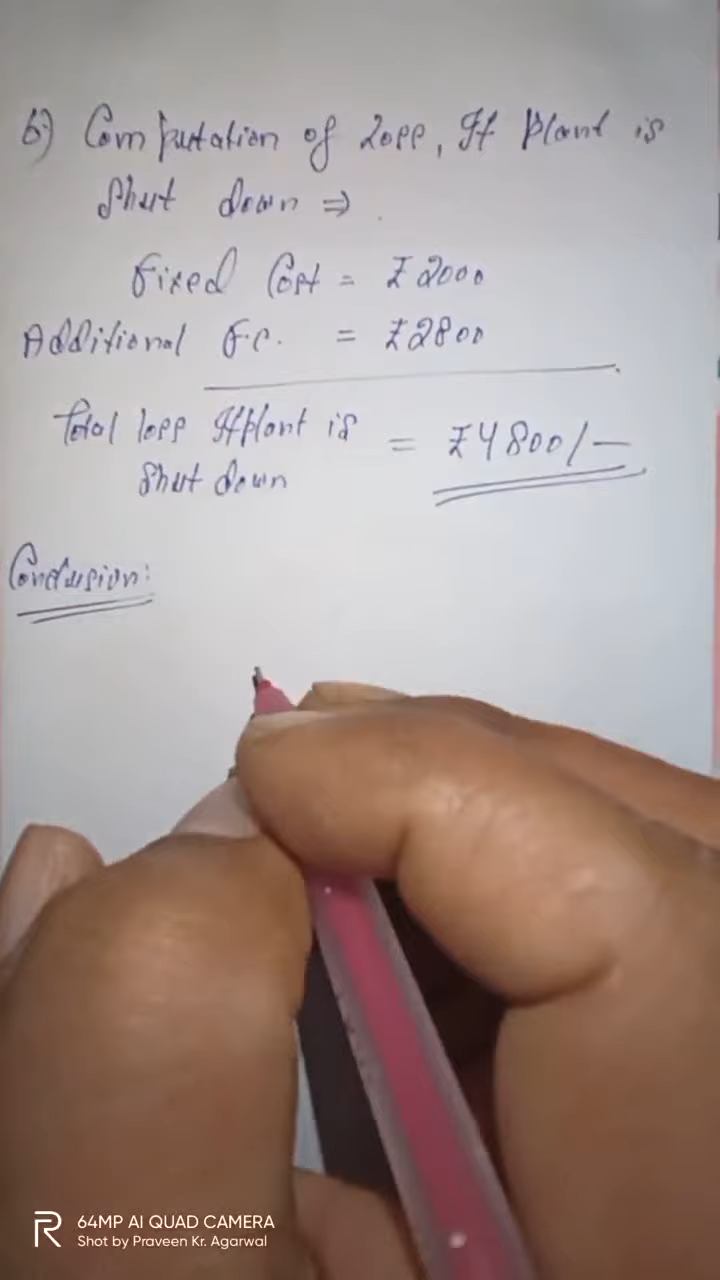 b) Computation of Loss, If Plant is
Shut down ⇒
Fixed Cost = ₹2000
Additional F.C. = ₹2800
Total loss If plant is
Shut down = ₹4800/-
Conclusion:
64MP AI QUAD CAMERA
Shot by Praveen Kr. Agarwal